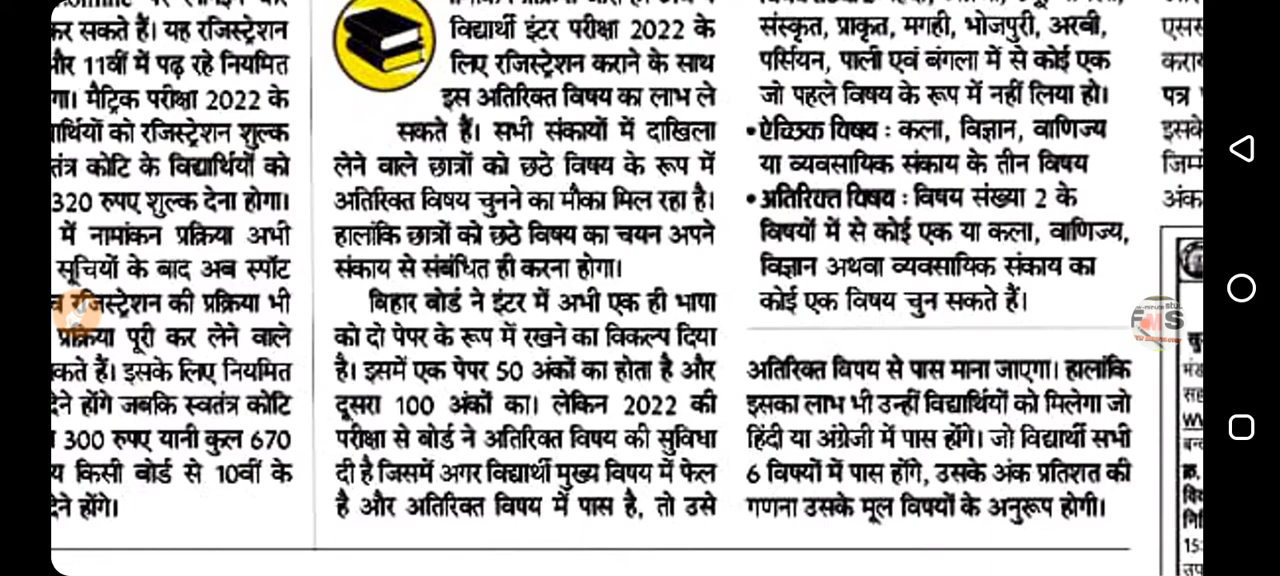 कर सकते हैं। यह रजिस्ट्रेशन
और 11वीं में पढ़ रहे नियमित
गा। मैट्रिक परीक्षा 2022 के
र्थियों को रजिस्ट्रेशन शुल्क
तंत्र कोटि के विद्यार्थियों को
320 रुपए शुल्क देना होगा।
में नामांकन प्रक्रिया अभी
सूचियों के बाद अब स्पॉट
रजिस्ट्रेशन की प्रक्रिया भी
प्रक्रिया पूरी कर लेने वाले
कते हैं। इसके लिए नियमित
देने होंगे जबकि स्वतंत्र कोटि
300 रुपए यानी कुल 670
य किसी बोर्ड से 10वीं के
देने होंगे।
विद्यार्थी इंटर परीक्षा 2022 के
लिए रजिस्ट्रेशन कराने के साथ
इस अतिरिक्त विषय का लाभ ले
सकते हैं। सभी संकायों में दाखिला
लेने वाले छात्रों को छठे विषय के रूप में
अतिरिक्त विषय चुनने का मौका मिल रहा है।
हालांकि छात्रों को छठे विषय का चयन अपने
संकाय से संबंधित ही करना होगा।
बिहार बोर्ड ने इंटर में अभी एक ही भाषा
को दो पेपर के रूप में रखने का विकल्प दिया
है। इसमें एक पेपर 50 अंकों का होता है और
दूसरा 100 अंकों का। लेकिन 2022 की
परीक्षा से बोर्ड ने अतिरिक्त विषय की सुविधा
दी है जिसमें अगर विद्यार्थी मुख्य विषय में फेल
है और अतिरिक्त विषय में पास है, तो उसे
संस्कृत, प्राकृत, मगही, भोजपुरी, अरबी,
पर्सियन, पाली एवं बंगला में से कोई एक
जो पहले विषय के रूप में नहीं लिया हो।
•ऐच्छिक विषय : कला, विज्ञान, वाणिज्य
या व्यवसायिक संकाय के तीन विषय
•अतिरिक्त विषय : विषय संख्या 2 के
विषयों में से कोई एक या कला, वाणिज्य,
विज्ञान अथवा व्यवसायिक संकाय का
कोई एक विषय चुन सकते हैं।
अतिरिक्त विषय से पास माना जाएगा। हालांकि
इसका लाभ भी उन्हीं विद्यार्थियों को मिलेगा जो
हिंदी या अंग्रेजी में पास होंगे। जो विद्यार्थी सभी
6 विषयों में पास होंगे, उसके अंक प्रतिशत की
गणना उसके मूल विषयों के अनुरूप होगी।
एसस
कराय
पत्र
इसके
जिम्मे
अंक